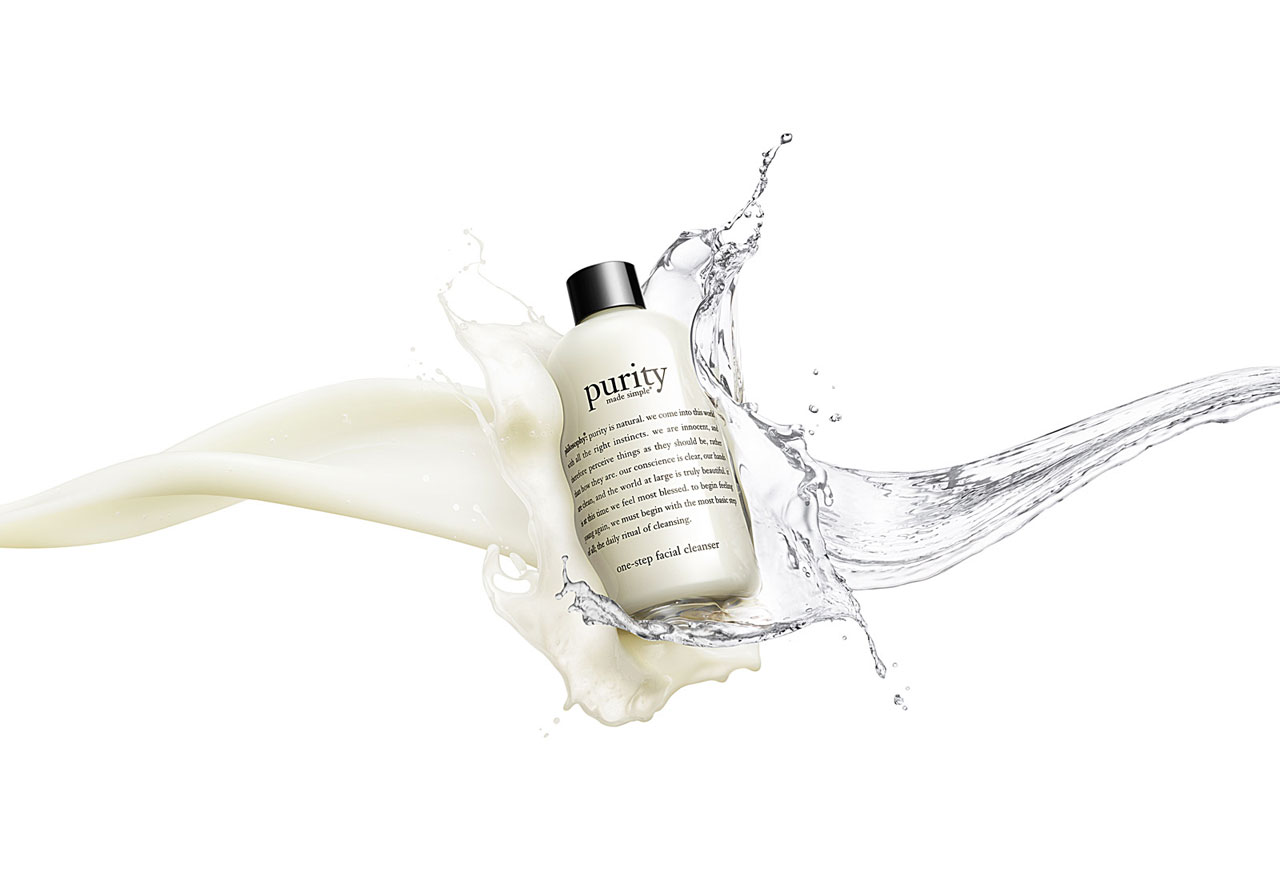 purity
made simple®
philosophy: purity is natural. we come into this world
with all the right instincts. we are innocent, and
therefore perceive things as they should be, rather
than how they are. our conscience is clear, our hands
are clean, and the world at large is truly beautiful. it
is at this time we feel most blessed. to begin feeling
young again, we must begin with the most basic step
of all, the daily ritual of cleansing.
one-step facial cleanser